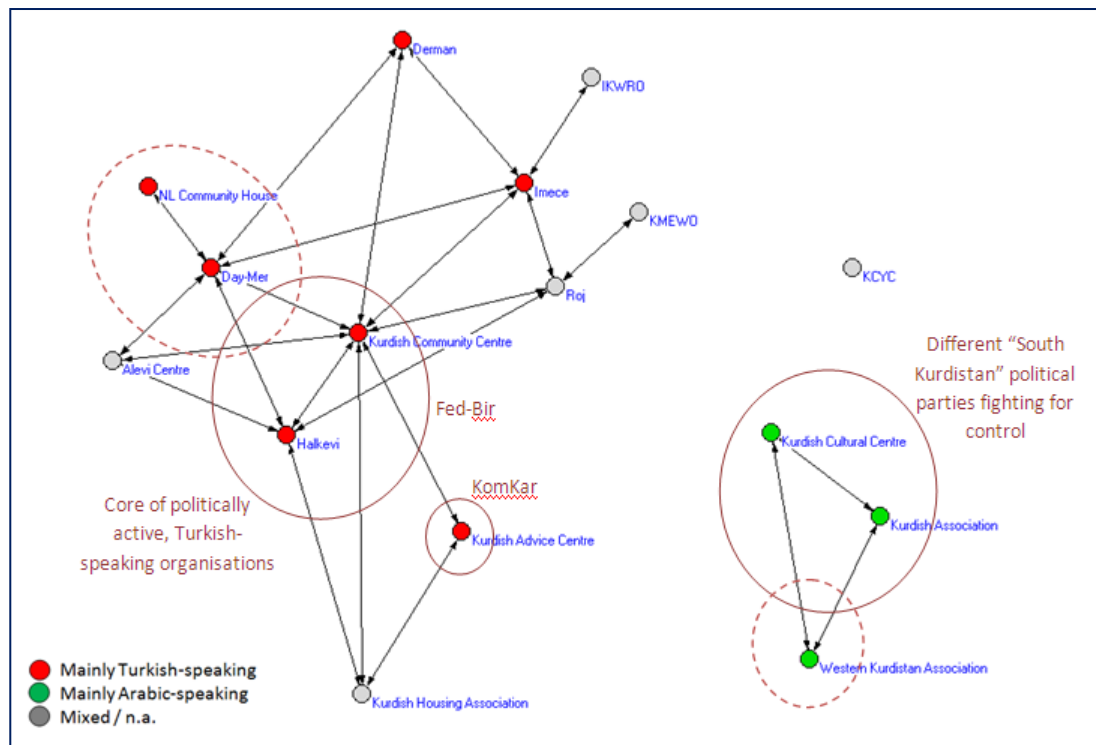 Derman
IKWRO
NL Community House
Imece
KMEWO
Day-Mer
KCYC
Roj
Kurdish Community Centre
Alevi Centre
Different “South
Kurdistan” political
parties fighting for
control
Fed-Bir
Halkevi
Kurdish Cultural Centre
KomKar
Core of politically
active, Turkish-
speaking organisations
Kurdish Association
Kurdish Advice Centre
Western Kurdistan Association
Mainly Turkish-speaking
Mainly Arabic-speaking
Mixed / n.a.
Kurdish Housing Association